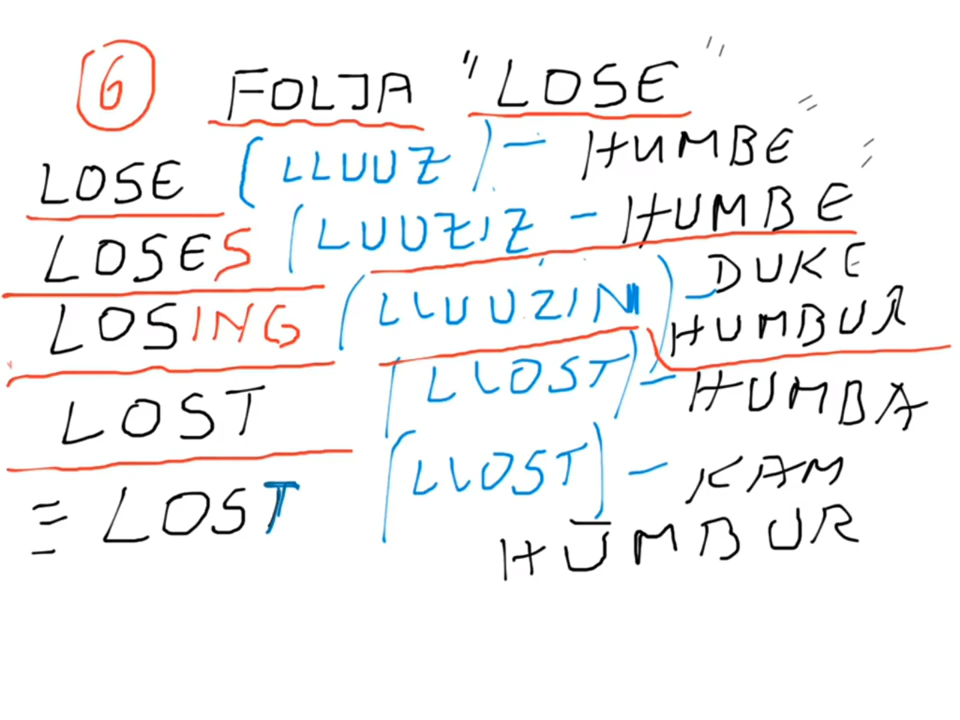 6 FOLJA "LOSE"
LOSE (LLUUZ) - HUMBE
LOSES (LUUZIZ - HUMBE
LOSING (LLUUZIN) - DUKE
HUMBUR
LOST (LLOST) - HUMBA
= LOST (LLOST) - KAM
HUMBUR